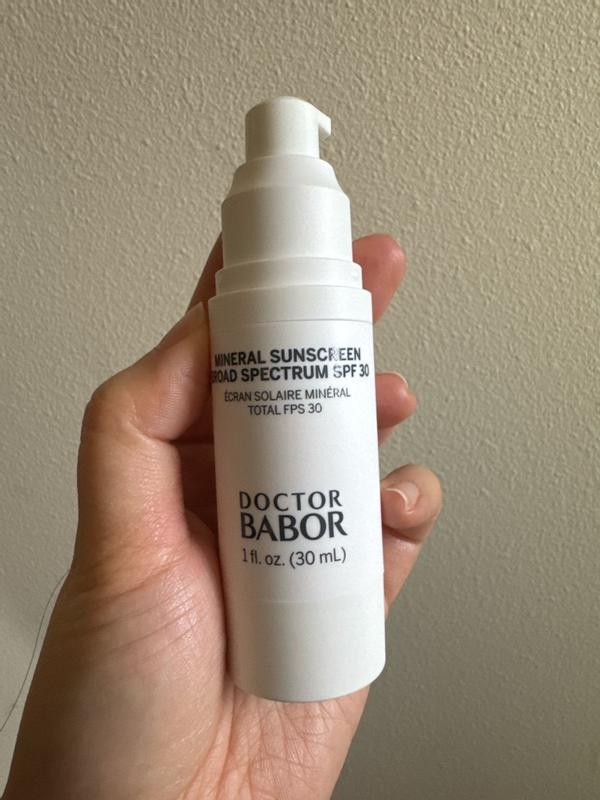 MINERAL SUNSCREEN
BROAD SPECTRUM SPF 30
ÉCRAN SOLAIRE MINÉRAL
TOTAL FPS 30
DOCTOR
BABOR
1 fl. oz. (30 mL)